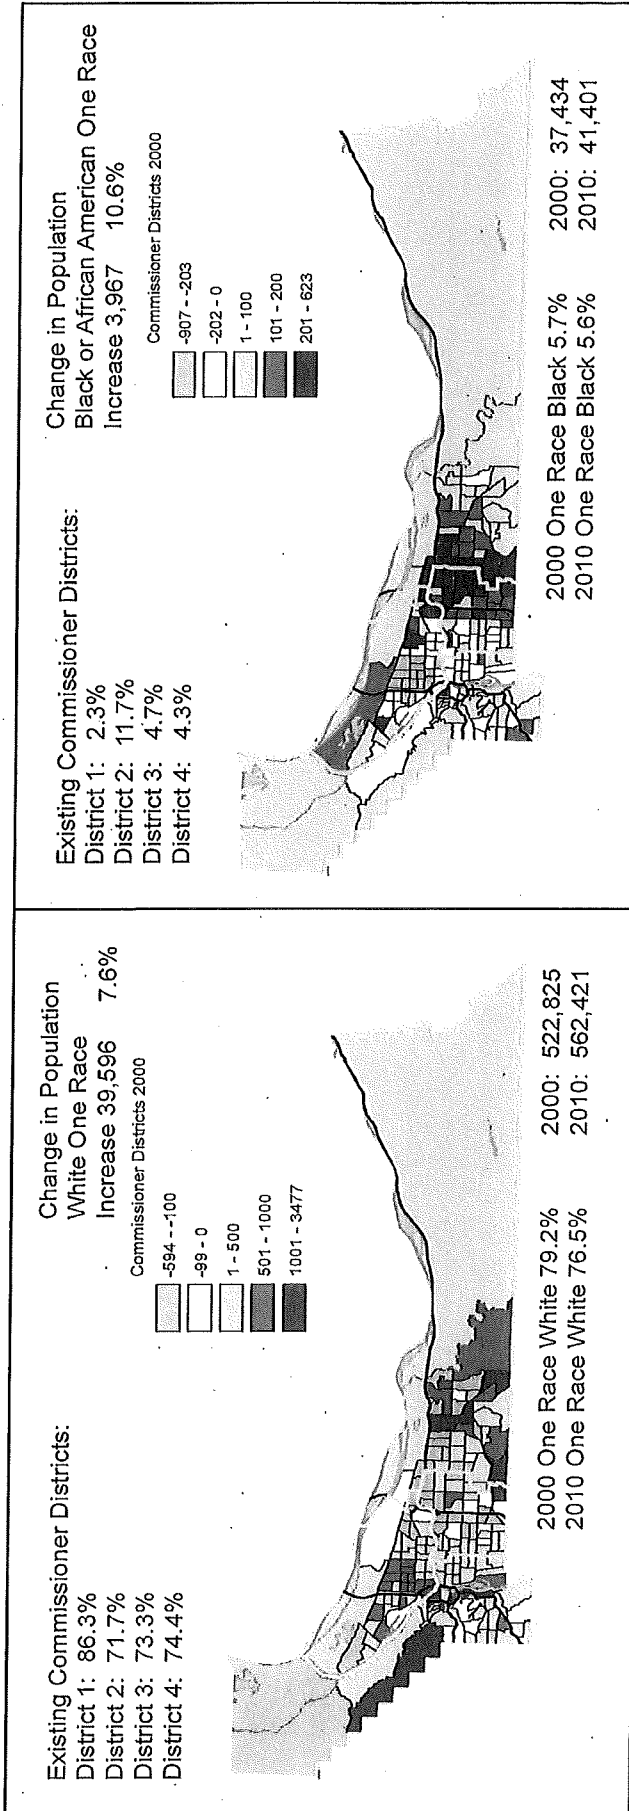 Existing Commissioner Districts:
District 1: 86.3%
District 2: 71.7%
District 3: 73.3%
District 4: 74.4%
Change in Population
White One Race
Increase 39,596 7.6%
Commissioner Districts 2000
-594 - -100
-99 - 0
1 - 500
501 - 1000
1001 - 3477
2000 One Race White 79.2% 2000: 522,825
2010 One Race White 76.5% 2010: 562,421
Existing Commissioner Districts:
District 1: 2.3%
District 2: 11.7%
District 3: 4.7%
District 4: 4.3%
Change in Population
Black or African American One Race
Increase 3,967 10.6%
Commissioner Districts 2000
-907 - -203
-202 - 0
1 - 100
101 - 200
201 - 623
2000 One Race Black 5.7% 2000: 37,434
2010 One Race Black 5.6% 2010: 41,401